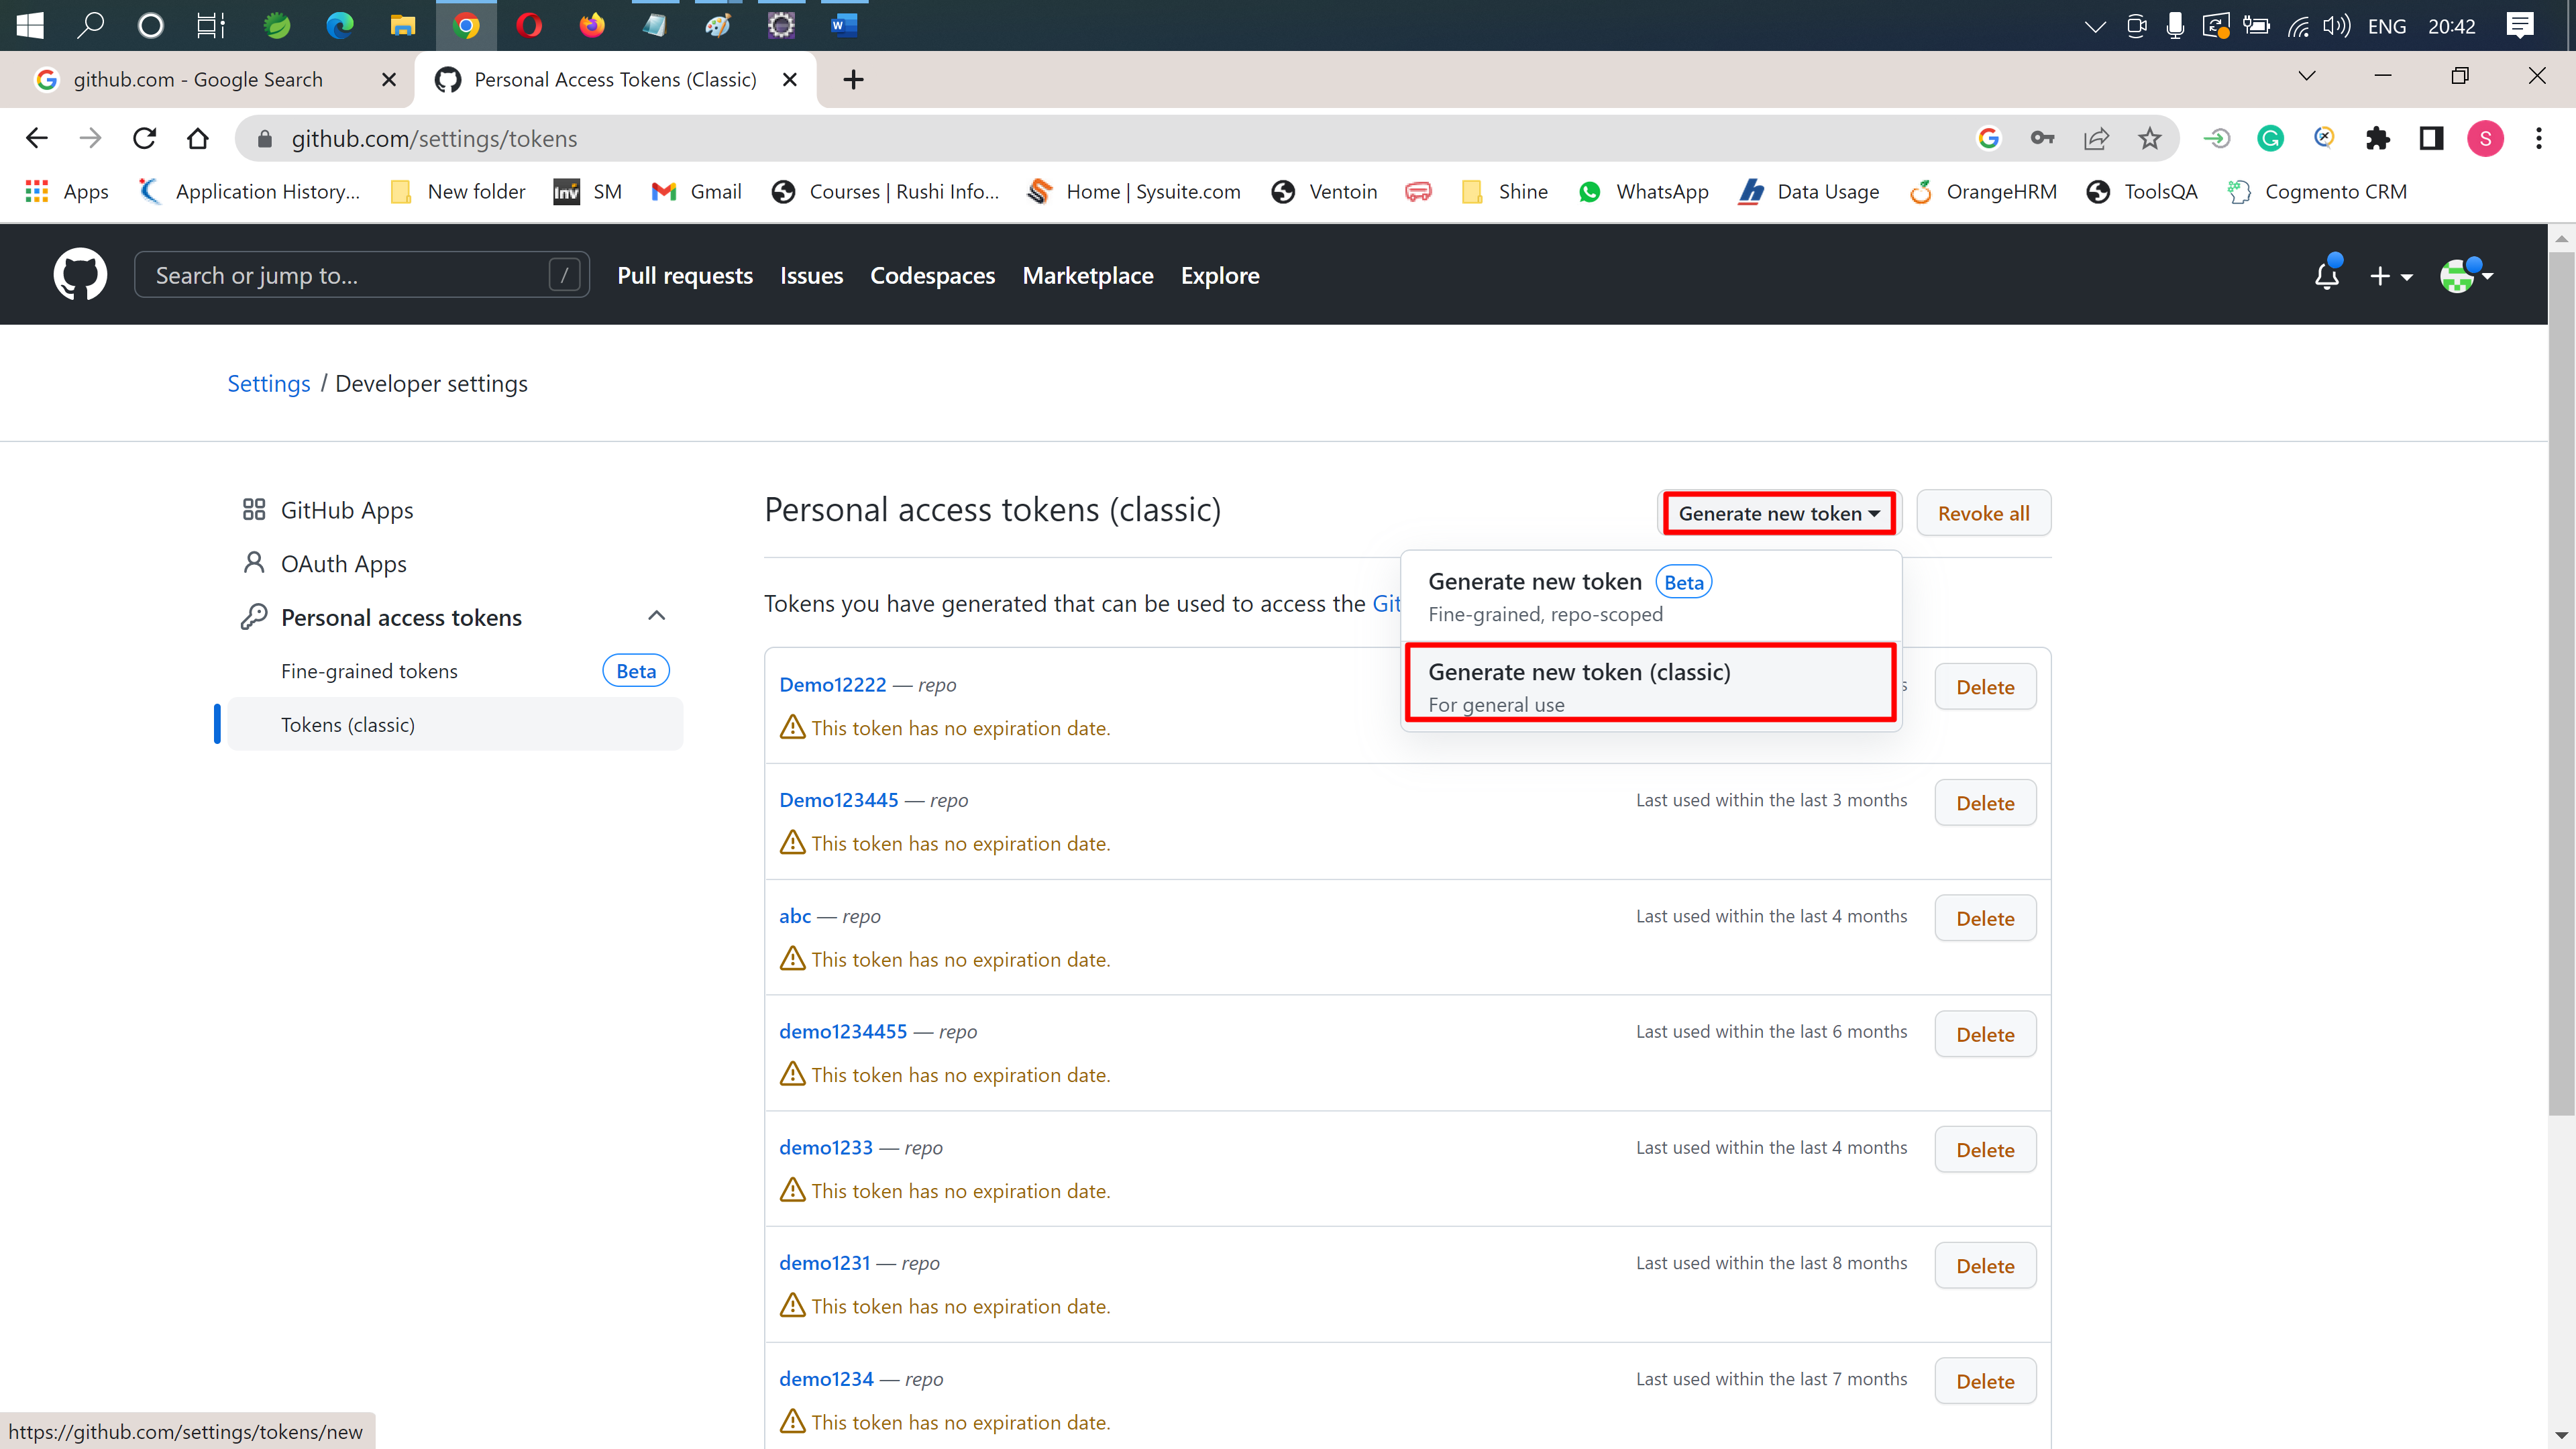 ENG 20:42
github.com - Google Search
Personal Access Tokens (Classic)
github.com/settings/tokens
S
Apps Application History... New folder Inv SM Gmail Courses | Rushi Info... Home | Sysuite.com Ventoin Shine WhatsApp Data Usage OrangeHRM ToolsQA Cogmento CRM
Search or jump to... / Pull requests Issues Codespaces Marketplace Explore
Settings / Developer settings
GitHub Apps
OAuth Apps
Personal access tokens
Fine-grained tokens Beta
Tokens (classic)
Personal access tokens (classic)
Generate new token Revoke all
Generate new token Beta
Fine-grained, repo-scoped
Generate new token (classic)
For general use
Tokens you have generated that can be used to access the Git
Demo12222 — repo s Delete
This token has no expiration date.
Demo123445 — repo Last used within the last 3 months Delete
This token has no expiration date.
abc — repo Last used within the last 4 months Delete
This token has no expiration date.
demo1234455 — repo Last used within the last 6 months Delete
This token has no expiration date.
demo1233 — repo Last used within the last 4 months Delete
This token has no expiration date.
demo1231 — repo Last used within the last 8 months Delete
This token has no expiration date.
demo1234 — repo Last used within the last 7 months Delete
This token has no expiration date.
https://github.com/settings/tokens/new